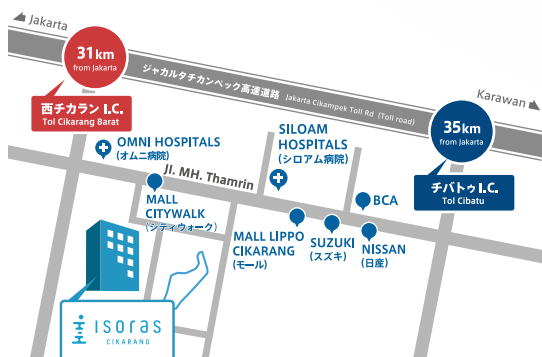 Jakarta
31km
from Jakarta
西チカラン I.C.
Tol Cikarang Barat
ジャカルタチカンペック高速道路 Jakarta Cikampek Toll Rd (Toll road)
Karawan
35km
from Jakarta
チバトゥ I.C.
Tol Cibatu
OMNI HOSPITALS
(オムニ病院)
SILOAM
HOSPITALS
(シロアム病院)
Jl. MH. Thamrin
MALL
CITYWALK
(シティウォーク)
BCA
MALL LIPPO
CIKARANG
(モール)
SUZUKI
(スズキ)
NISSAN
(日産)
isoras
CIKARANG